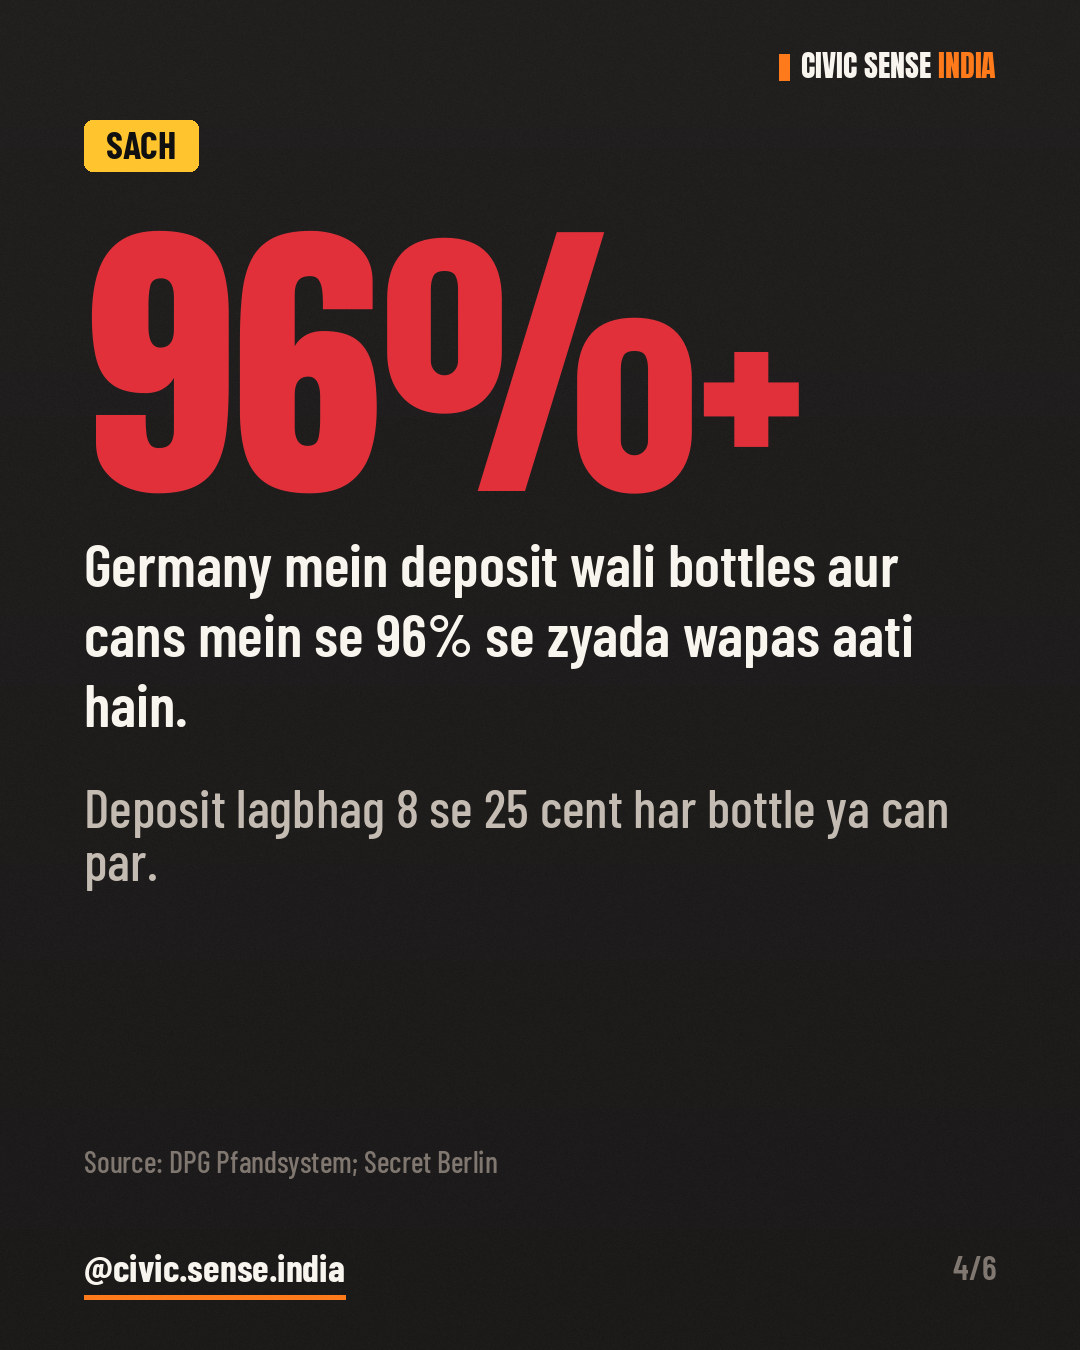 CIVIC SENSE INDIA
SACH
96%+
Germany mein deposit wali bottles aur
cans mein se 96% se zyada wapas aati
hain.
Deposit lagbhag 8 se 25 cent har bottle ya can
par.
Source: DPG Pfandsystem; Secret Berlin
@civic.sense.india
4/6